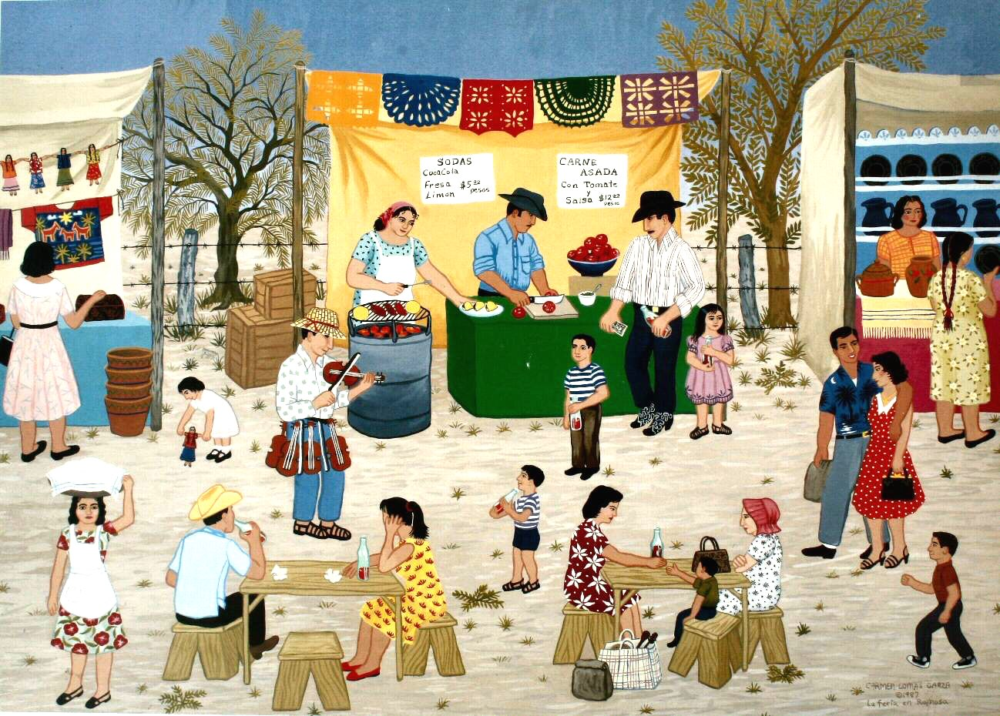 SODAS
CocaCola
Fresa $5.00
Limon pesos
CARNE
ASADA
Con Tomate
y
Salsa $12.00
pesos
CARMEN LOMAS GARZA
©1987
La feria en Reynosa